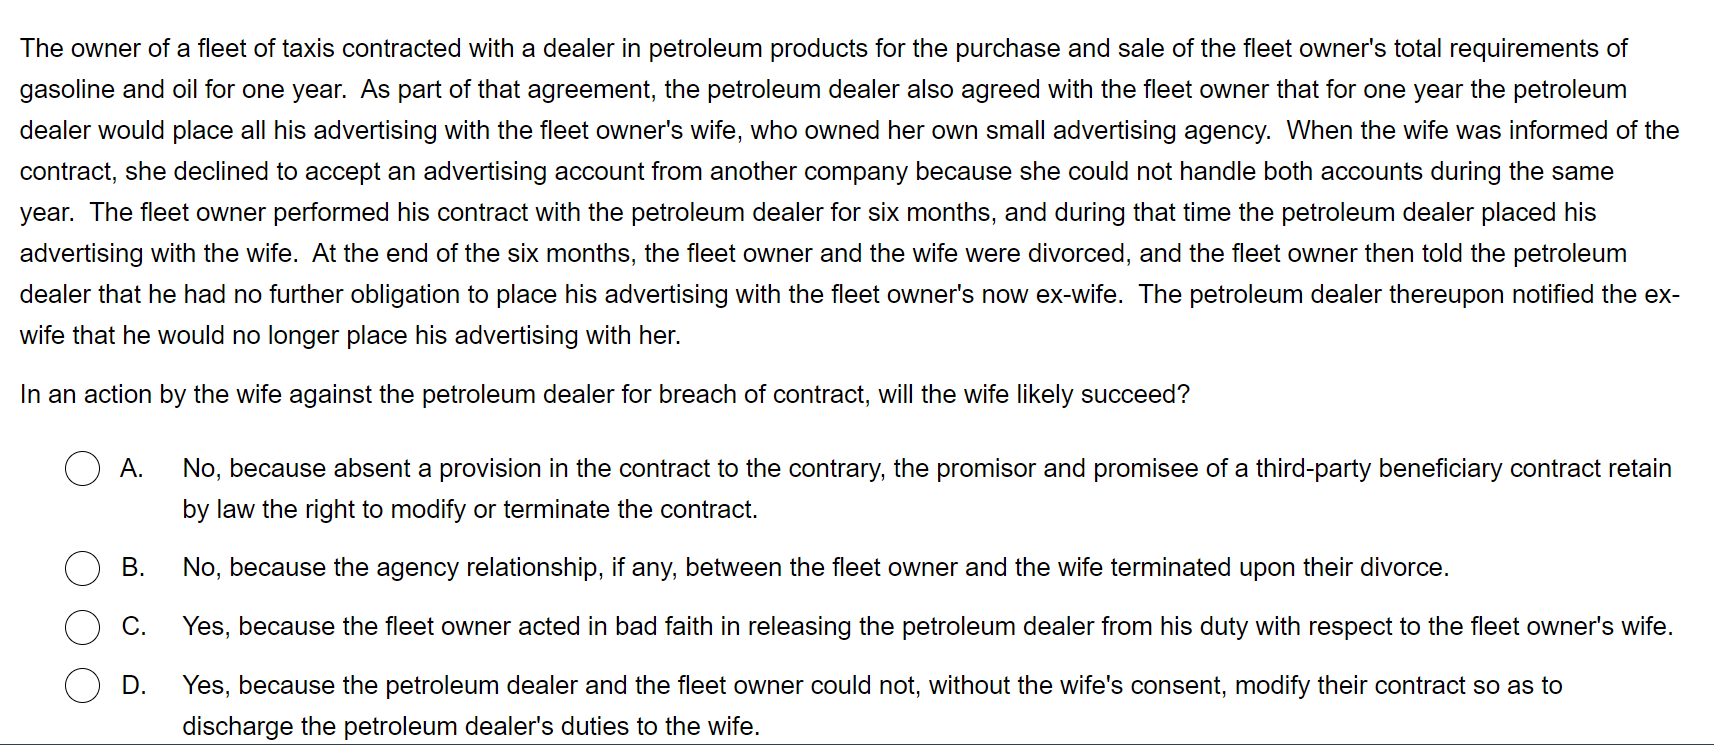 The owner of a fleet of taxis contracted with a dealer in petroleum products for the purchase and sale of the fleet owner's total requirements of
gasoline and oil for one year.  As part of that agreement, the petroleum dealer also agreed with the fleet owner that for one year the petroleum
dealer would place all his advertising with the fleet owner's wife, who owned her own small advertising agency.  When the wife was informed of the
contract, she declined to accept an advertising account from another company because she could not handle both accounts during the same
year.  The fleet owner performed his contract with the petroleum dealer for six months, and during that time the petroleum dealer placed his
advertising with the wife.  At the end of the six months, the fleet owner and the wife were divorced, and the fleet owner then told the petroleum
dealer that he had no further obligation to place his advertising with the fleet owner's now ex-wife.  The petroleum dealer thereupon notified the ex-
wife that he would no longer place his advertising with her.
In an action by the wife against the petroleum dealer for breach of contract, will the wife likely succeed?
A. No, because absent a provision in the contract to the contrary, the promisor and promisee of a third-party beneficiary contract retain
by law the right to modify or terminate the contract.
B. No, because the agency relationship, if any, between the fleet owner and the wife terminated upon their divorce.
C. Yes, because the fleet owner acted in bad faith in releasing the petroleum dealer from his duty with respect to the fleet owner's wife.
D. Yes, because the petroleum dealer and the fleet owner could not, without the wife's consent, modify their contract so as to
discharge the petroleum dealer's duties to the wife.